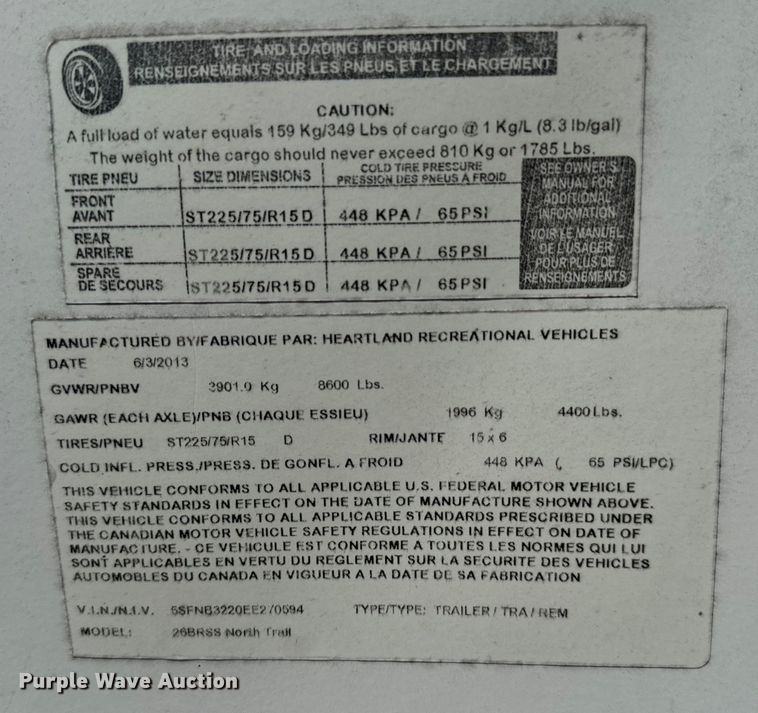 TIRE AND LOADING INFORMATION
RENSEIGNEMENTS SUR LES PNEUS ET LE CHARGEMENT
CAUTION:
A full load of water equals 159 Kg/349 Lbs of cargo @ 1 Kg/L (8.3 lb/gal)
The weight of the cargo should never exceed 810 Kg or 1785 Lbs.
TIRE PNEU SIZE DIMENSIONS COLD TIRE PRESSURE
PRESSION DES PNEUS A FROID
FRONT
AVANT ST225/75/R15 D 448 KPA / 65 PSI
REAR
ARRIÈRE ST225/75/R15 D 448 KPA / 65 PSI
SPARE
DE SECOURS ST225/75/R15 D 448 KPA / 65 PSI
SEE OWNER'S
MANUAL FOR
ADDITIONAL
INFORMATION
VOIR LE MANUEL
DE L'USAGER
POUR PLUS DE
RENSEIGNEMENTS
MANUFACTURED BY/FABRIQUE PAR: HEARTLAND RECREATIONAL VEHICLES
DATE 6/3/2013
GVWR/PNBV 3901.0 Kg 8600 Lbs.
GAWR (EACH AXLE)/PNB (CHAQUE ESSIEU) 1996 Kg 4400 Lbs.
TIRES/PNEU ST225/75/R15 D RIM/JANTE 15 x 6
COLD INFL. PRESS./PRESS. DE GONFL. A FROID 448 KPA ( 65 PSI/LPC)
THIS VEHICLE CONFORMS TO ALL APPLICABLE U.S. FEDERAL MOTOR VEHICLE
SAFETY STANDARDS IN EFFECT ON THE DATE OF MANUFACTURE SHOWN ABOVE.
THIS VEHICLE CONFORMS TO ALL APPLICABLE STANDARDS PRESCRIBED UNDER
THE CANADIAN MOTOR VEHICLE SAFETY REGULATIONS IN EFFECT ON DATE OF
MANUFACTURE. - CE VEHICULE EST CONFORME A TOUTES LES NORMES QUI LUI
SONT APPLICABLES EN VERTU DU REGLEMENT SUR LA SECURITE DES VEHICLES
AUTOMOBLES DU CANADA EN VIGUEUR A LA DATE DE SA FABRICATION
V.I.N./N.I.V. 5SFNB3220EE270594 TYPE/TYPE: TRAILER / TRA / REM
MODEL: 26BRSS North Trail
Purple Wave Auction